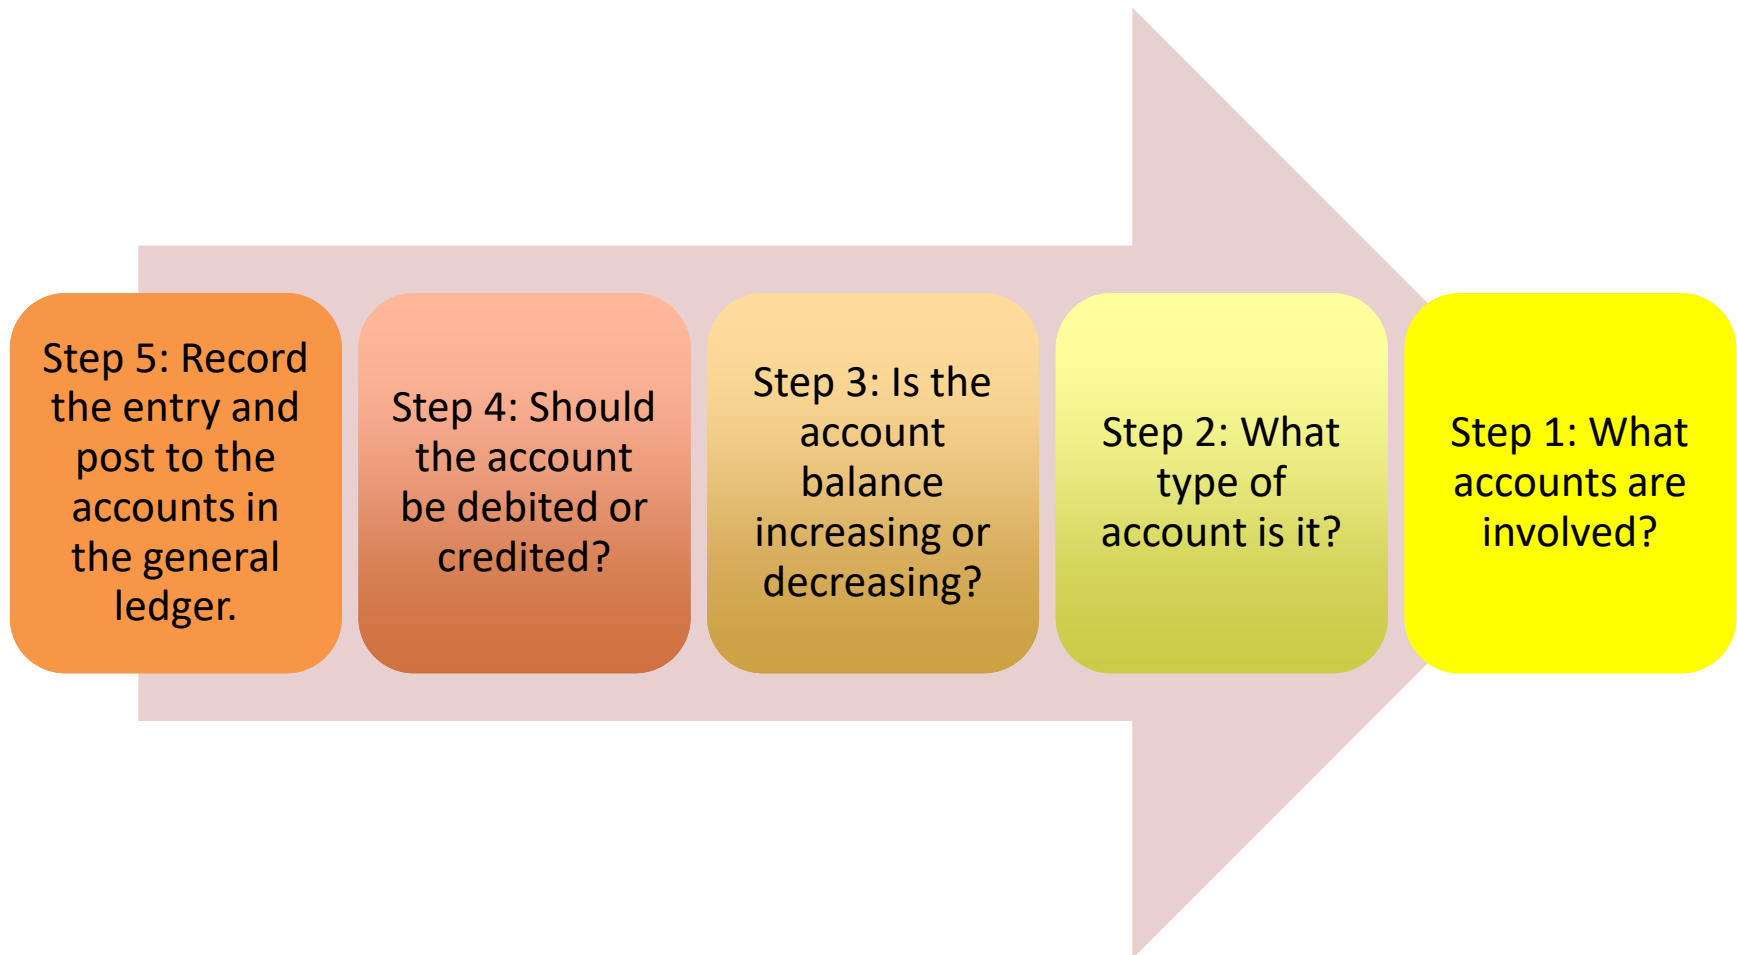 Step 5: Record
the entry and
post to the
accounts in
the general
ledger.
Step 4: Should
the account
be debited or
credited?
Step 3: Is the
account
balance
increasing or
decreasing?
Step 2: What
type of
account is it?
Step 1: What
accounts are
involved?